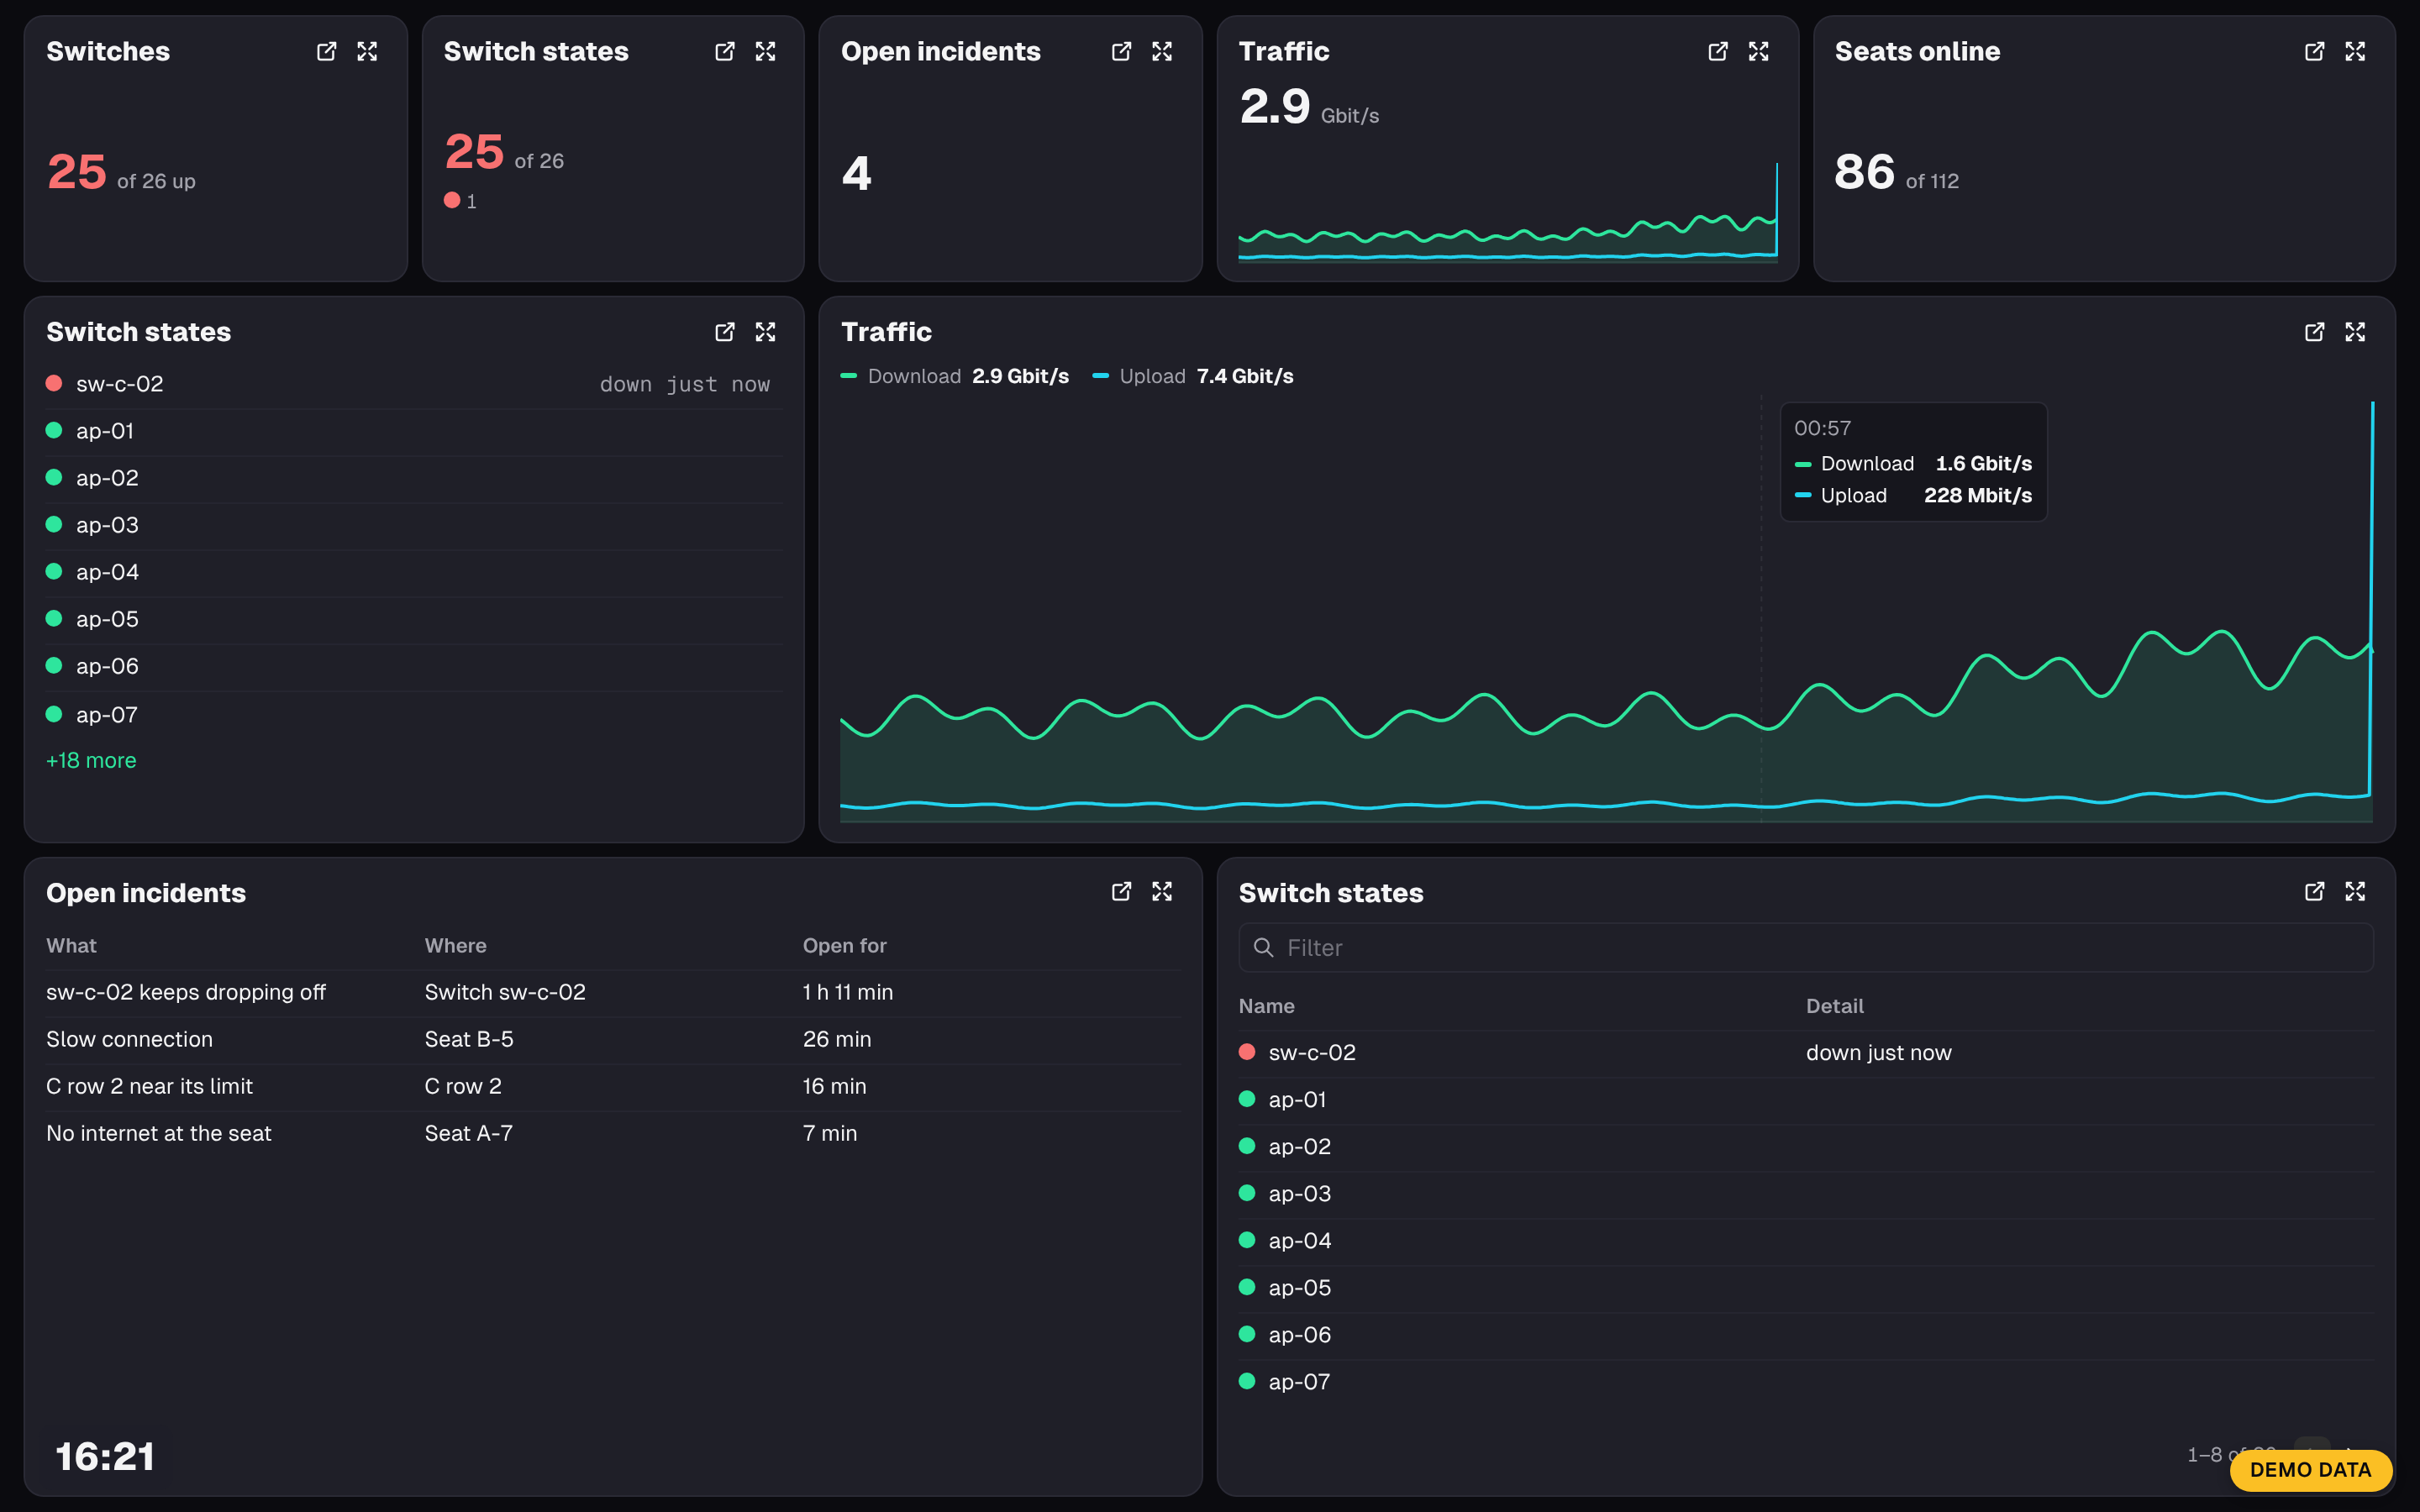 Switches
25 of 26 up
Switch states
25 of 26
1
Open incidents
4
Traffic
2.9 Gbit/s
Seats online
86 of 112
Switch states
sw-c-02 down just now
ap-01
ap-02
ap-03
ap-04
ap-05
ap-06
ap-07
+18 more
Traffic
Download 2.9 Gbit/s Upload 7.4 Gbit/s
00:57
Download 1.6 Gbit/s
Upload 228 Mbit/s
Open incidents
What Where Open for
sw-c-02 keeps dropping off Switch sw-c-02 1 h 11 min
Slow connection Seat B-5 26 min
C row 2 near its limit C row 2 16 min
No internet at the seat Seat A-7 7 min
16:21
Switch states
Filter
Name Detail
sw-c-02 down just now
ap-01
ap-02
ap-03
ap-04
ap-05
ap-06
ap-07
1–8
DEMO DATA